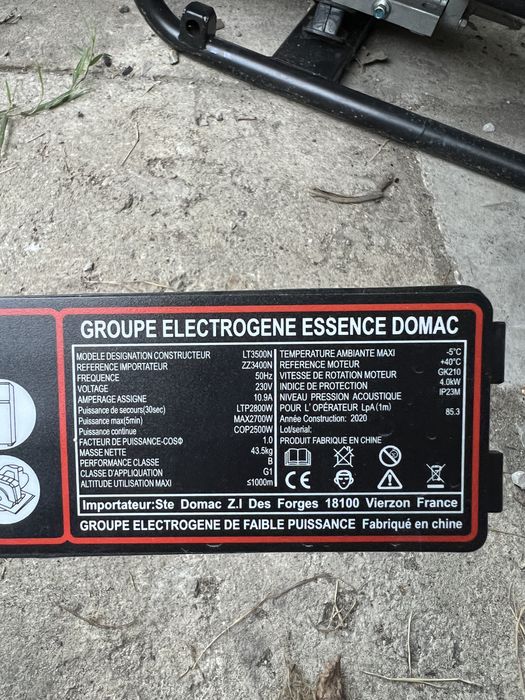 GROUPE ELECTROGENE ESSENCE DOMAC
MODELE DESIGNATION CONSTRUCTEUR LT3500N
REFERENCE IMPORTATEUR ZZ3400N
FREQUENCE 50Hz
VOLTAGE 230V
AMPERAGE ASSIGNE 10.9A
Puissance de secours(30sec) LTP2800W
Puissance max(5min) MAX2700W
Puissance continue COP2500W
FACTEUR DE PUISSANCE-COSΦ 1.0
MASSE NETTE 43.5kg
PERFORMANCE CLASSE B
CLASSE D'APPLICATION G1
ALTITUDE UTILISATION MAXI ≤1000m
TEMPERATURE AMBIANTE MAXI -5°C
+40°C
REFERENCE MOTEUR GK210
VITESSE DE ROTATION MOTEUR 4.0kW
INDICE DE PROTECTION IP23M
NIVEAU PRESSION ACOUSTIQUE
POUR L'OPÉRATEUR LpA(1m) 85.3
Année Construction: 2020
Lot/serial:
PRODUIT FABRIQUE EN CHINE
CE
Importateur:Ste Domac Z.I Des Forges 18100 Vierzon France
GROUPE ELECTROGENE DE FAIBLE PUISSANCE Fabriqué en chine